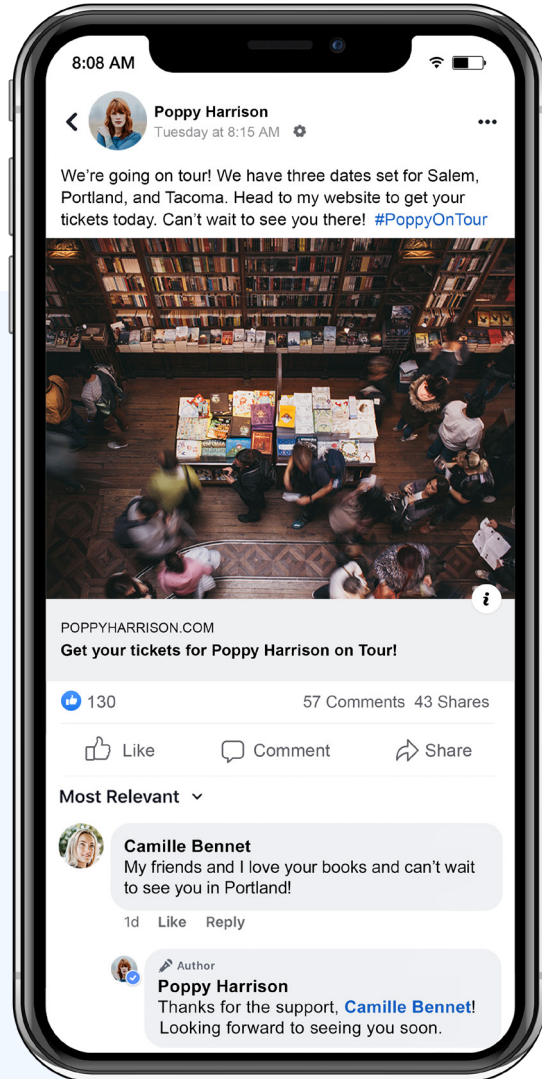 8:08 AM
Poppy Harrison
Tuesday at 8:15 AM
We're going on tour! We have three dates set for Salem,
Portland, and Tacoma. Head to my website to get your
tickets today. Can't wait to see you there! #PoppyOnTour
i
POPPYHARRISON.COM
Get your tickets for Poppy Harrison on Tour!
130 57 Comments 43 Shares
Like Comment Share
Most Relevant
Camille Bennet
My friends and I love your books and can't wait
to see you in Portland!
1d Like Reply
Author
Poppy Harrison
Thanks for the support, Camille Bennet!
Looking forward to seeing you soon.